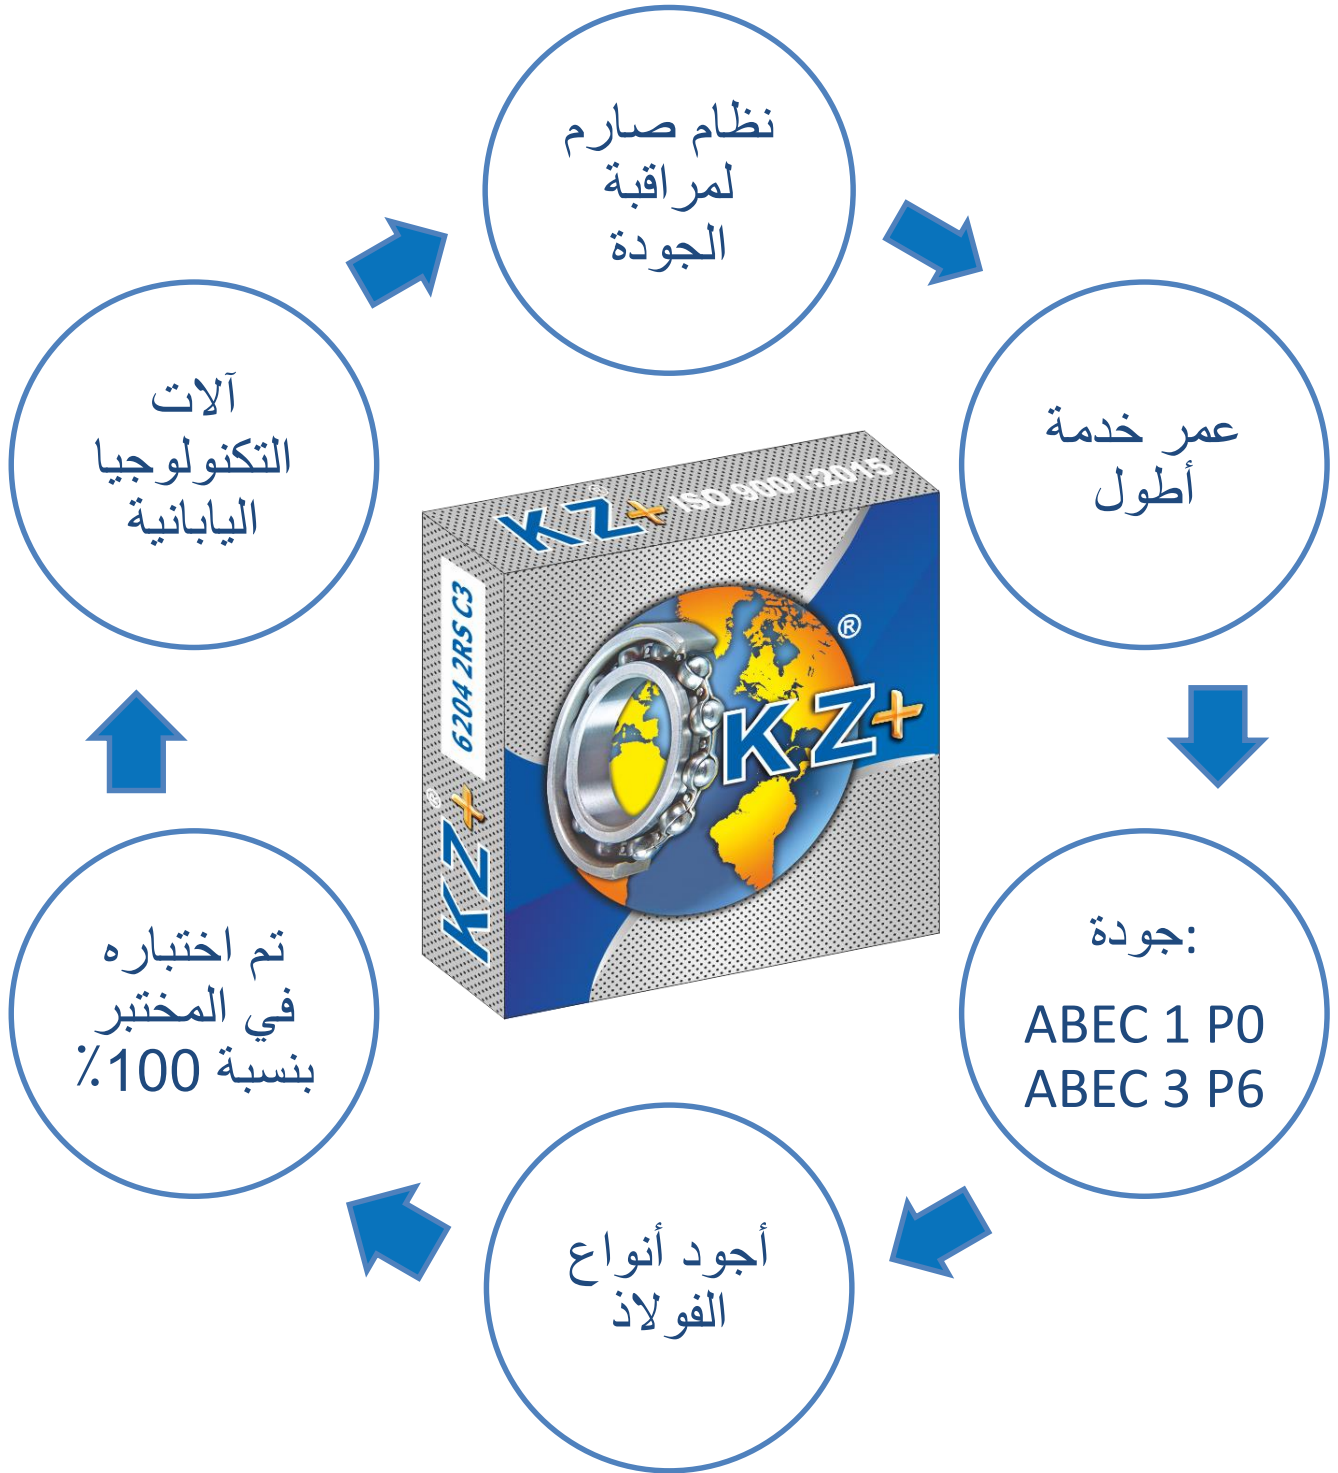 نظام صارم
لمراقبة
الجودة
عمر خدمة
أطول
جودة:
ABEC 1 P0
ABEC 3 P6
أجود أنواع
الفولاذ
تم اختباره
في المختبر
بنسبة 100٪
آلات
التكنولوجيا
اليابانية
KZ+ ® ISO 9001:2015
6204 2RS C3
KZ+ ®
®
KZ+